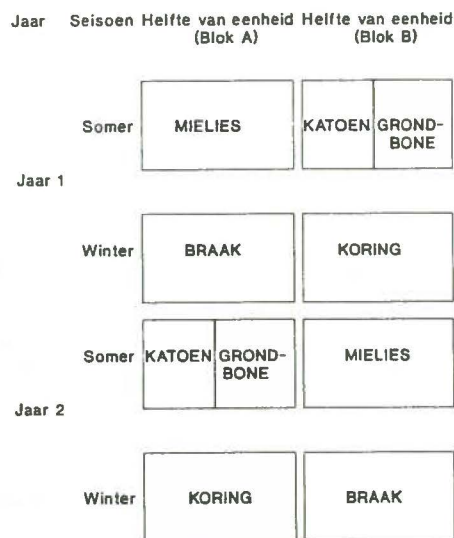 Jaar Seisoen Helfte van eenheid Helfte van eenheid
(Blok A) (Blok B)
Somer MIELIES KATOEN GROND-
BONE
Jaar 1
Winter BRAAK KORING
Somer KATOEN GROND- MIELIES
BONE
Jaar 2
Winter KORING BRAAK